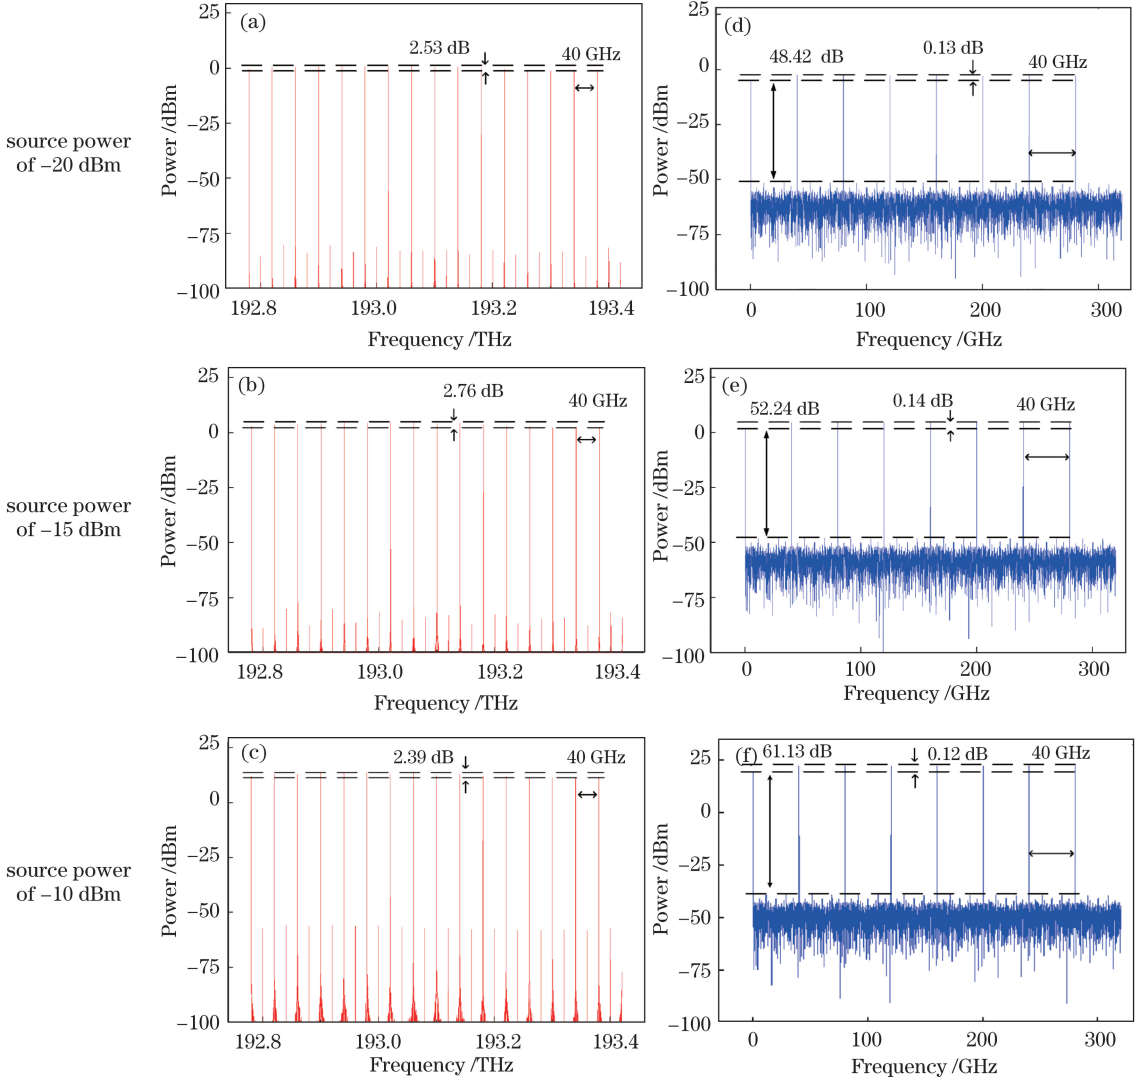 source power
of −20 dBm
(a)
2.53 dB
40 GHz
25
0
−25
−50
−75
−100
Power /dBm
192.8
193.0
193.2
193.4
Frequency /THz
(d)
48.42 dB
0.13 dB
40 GHz
25
0
−25
−50
−75
−100
Power /dBm
0
100
200
300
Frequency /GHz
source power
of −15 dBm
(b)
2.76 dB
40 GHz
25
0
−25
−50
−75
−100
Power /dBm
192.8
193.0
193.2
193.4
Frequency /THz
(e)
52.24 dB
0.14 dB
40 GHz
25
0
−25
−50
−75
−100
Power /dBm
0
100
200
300
Frequency /GHz
source power
of −10 dBm
(c)
2.39 dB
40 GHz
25
0
−25
−50
−75
−100
Power /dBm
192.8
193.0
193.2
193.4
Frequency /THz
(f)
61.13 dB
0.12 dB
40 GHz
25
0
−25
−50
−75
−100
Power /dBm
0
100
200
300
Frequency /GHz